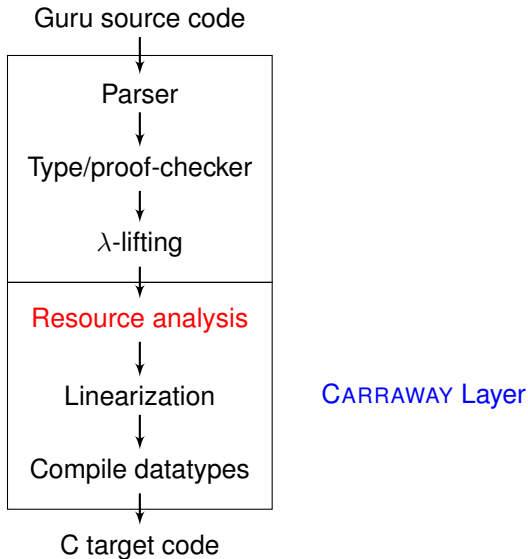 Guru source code
Parser
Type/proof-checker
λ-lifting
Resource analysis
Linearization
CARRAWAY Layer
Compile datatypes
C target code